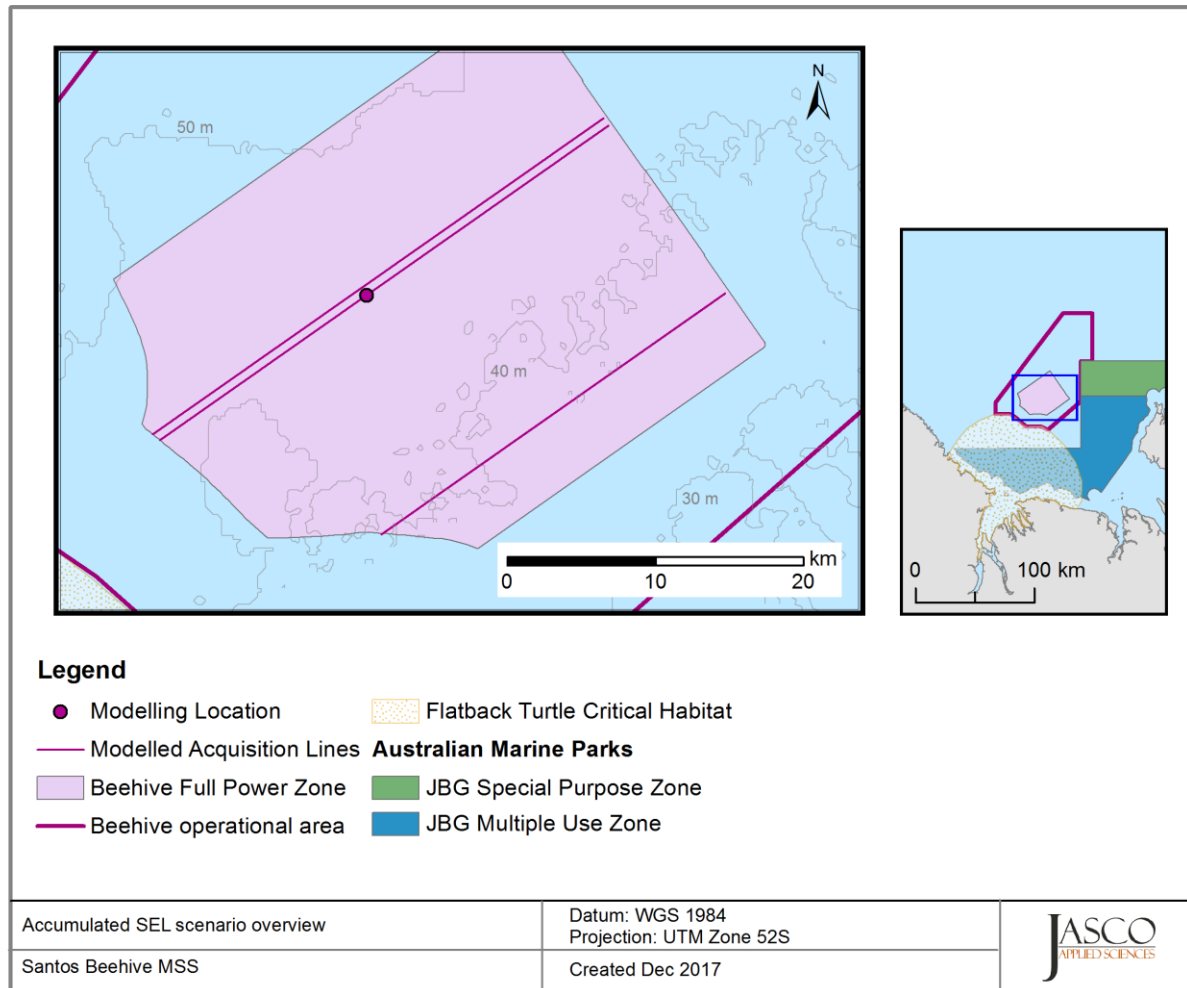 50 m
N
40 m
30 m
km
0 10 20
0 100 km
Legend
Modelling Location
Flatback Turtle Critical Habitat
Modelled Acquisition Lines
Australian Marine Parks
Beehive Full Power Zone
JBG Special Purpose Zone
Beehive operational area
JBG Multiple Use Zone
Accumulated SEL scenario overview
Datum: WGS 1984
Projection: UTM Zone 52S
Santos Beehive MSS
Created Dec 2017
JASCO
APPLIED SCIENCES